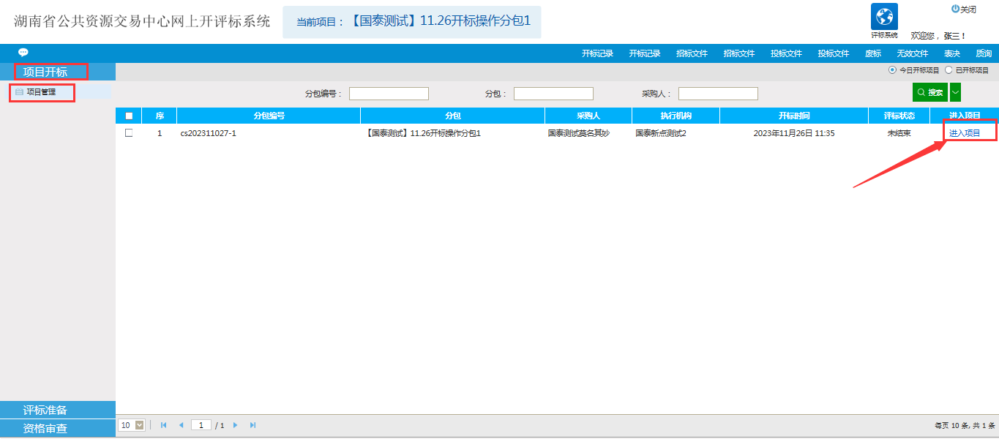 湖南省公共资源交易中心网上开评标系统
当前项目：【国泰测试】11.26开标操作分包1
评标系统
关闭
欢迎您，张三！
开标记录 开标记录 招标文件 招标文件 投标文件 投标文件 废标 无效文件 表决 质询
项目开标
今日开标项目 已开标项目
项目管理
分包编号： 分包： 采购人： 搜索
序 分包编号 分包 采购人 执行机构 开标时间 评标状态 进入项目
1 cs202311027-1 【国泰测试】11.26开标操作分包1 国泰测试莫名其妙 国泰新点测试2 2023年11月26日 11:35 未结束 进入项目
评标准备
资格审查
10 1 / 1 每页 10 条, 共 1 条